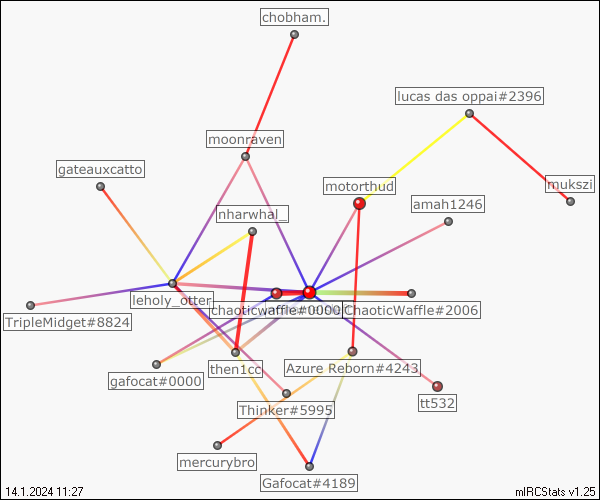 chobham.
lucas das oppai#2396
moonraven
gateauxcatto
motorthud
mukszi
nharwhal_
amah1246
leholy_otter
chaoticwaffle#0000
ChaoticWaffle#2006
TripleMidget#8824
gafocat#0000
then1cc
Azure Reborn#4243
Thinker#5995
tt532
mercurybro
Gafocat#4189
14.1.2024 11:27
mIRCStats v1.25